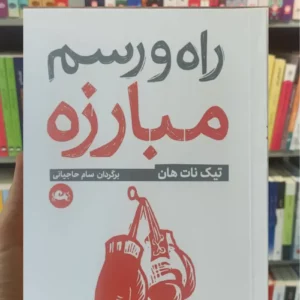 راه و رسم
مبارزه
تیک نات هان
برگردان سام حاجیانی